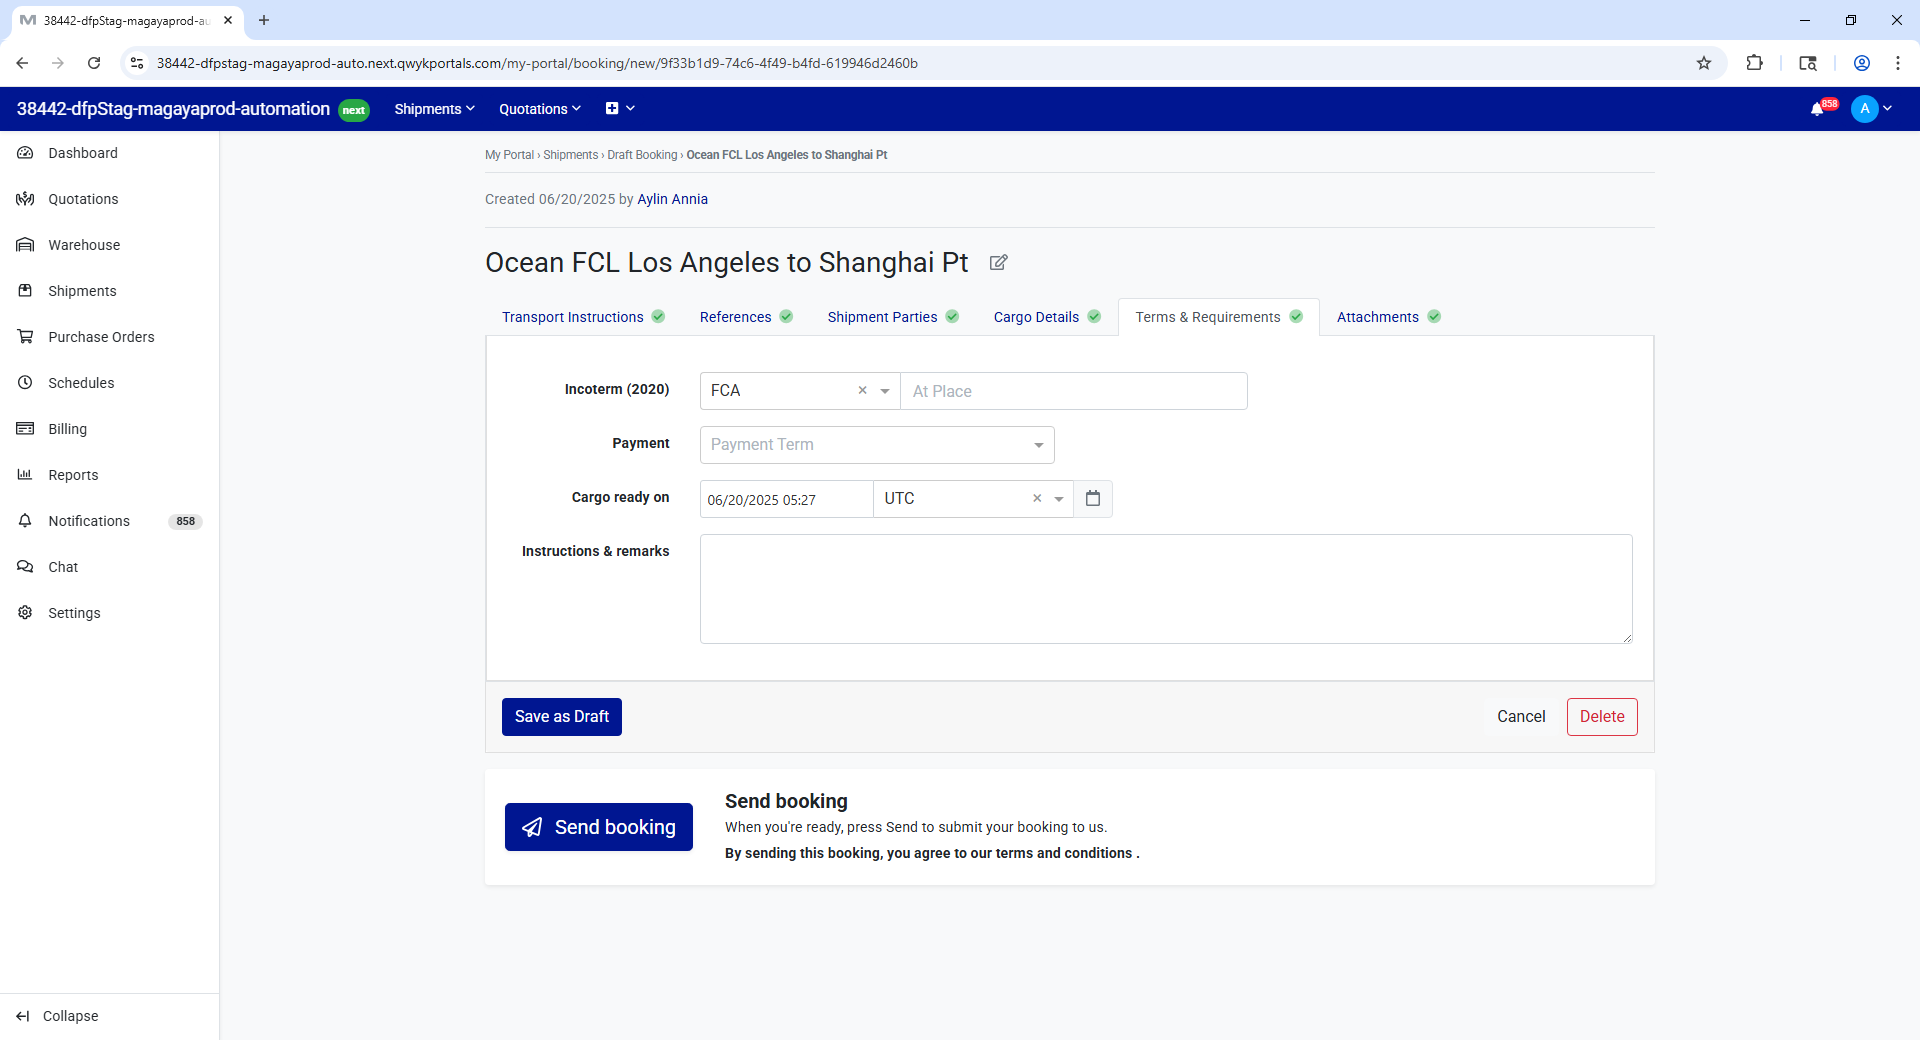 38442-dfpStag-magayaprod-au
38442-dfpstag-magayaprod-auto.next.qwykportals.com/my-portal/booking/new/9f33b1d9-74c6-4f49-b4fd-619946d2460b
38442-dfpStag-magayaprod-automation next Shipments Quotations 858 A
Dashboard
Quotations
Warehouse
Shipments
Purchase Orders
Schedules
Billing
Reports
Notifications 858
Chat
Settings
Collapse
My Portal › Shipments › Draft Booking › Ocean FCL Los Angeles to Shanghai Pt
Created 06/20/2025 by Aylin Annia
Ocean FCL Los Angeles to Shanghai Pt
Transport Instructions References Shipment Parties Cargo Details Terms & Requirements Attachments
Incoterm (2020) FCA × At Place
Payment Payment Term
Cargo ready on 06/20/2025 05:27 UTC ×
Instructions & remarks
Save as Draft Cancel Delete
Send booking
Send booking
When you're ready, press Send to submit your booking to us.
By sending this booking, you agree to our terms and conditions .